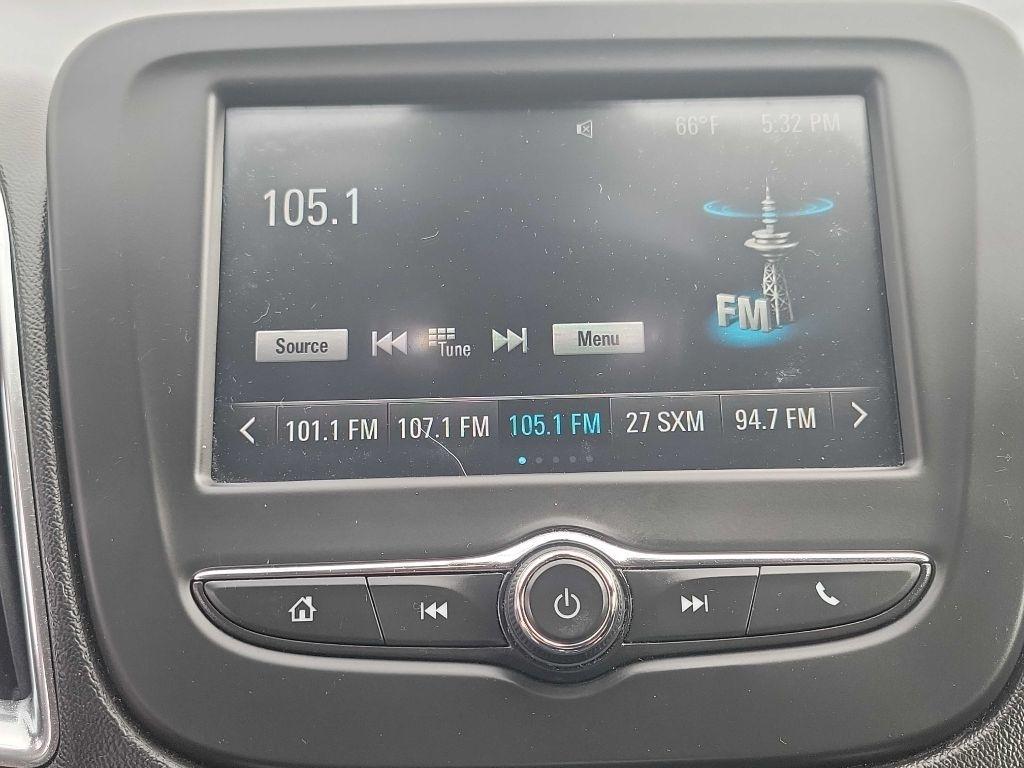 66°F 5:32 PM
105.1
FM
Source Tune Menu
101.1 FM 107.1 FM 105.1 FM 27 SXM 94.7 FM